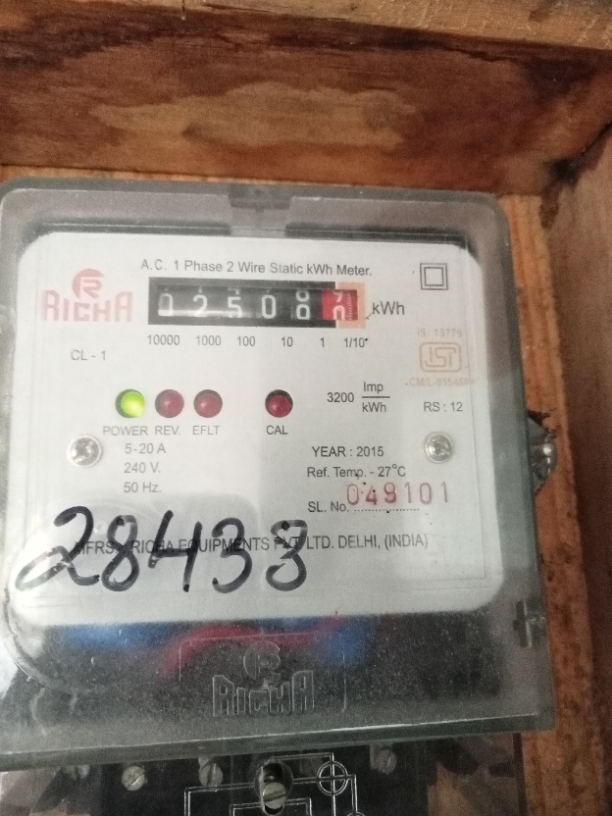 A.C. 1 Phase 2 Wire Static kWh Meter.
RICHA
kWh
10000 1000 100 10 1 1/10
CL - 1
IS: 13779
ISI
3200 Imp
kWh
RS : 12
POWER REV. EFLT CAL
5-20 A
240 V.
50 Hz.
YEAR : 2015
Ref. Temp. - 27°C
SL. No. 049101
28433
MFRS. RICHA EQUIPMENTS PVT. LTD. DELHI, (INDIA)
RICHA